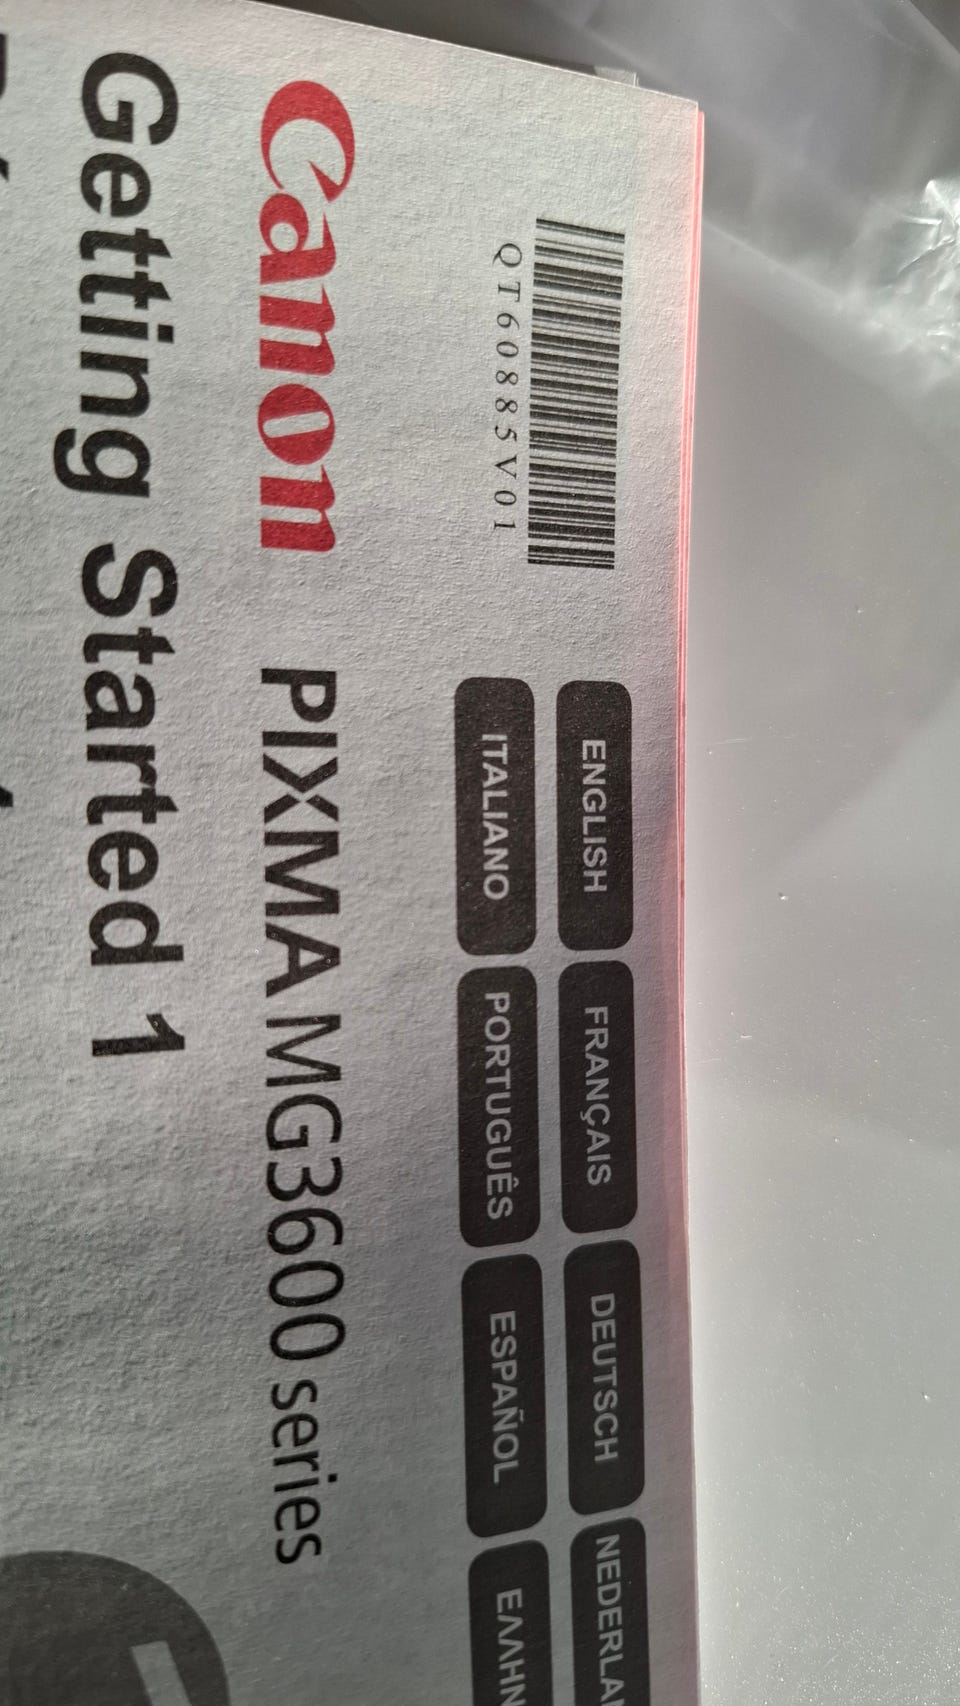 QT60885V01
ENGLISH FRANÇAIS DEUTSCH
ITALIANO PORTUGUÊS ESPAÑOL
Canon PIXMA MG3600 series
Getting Started 1